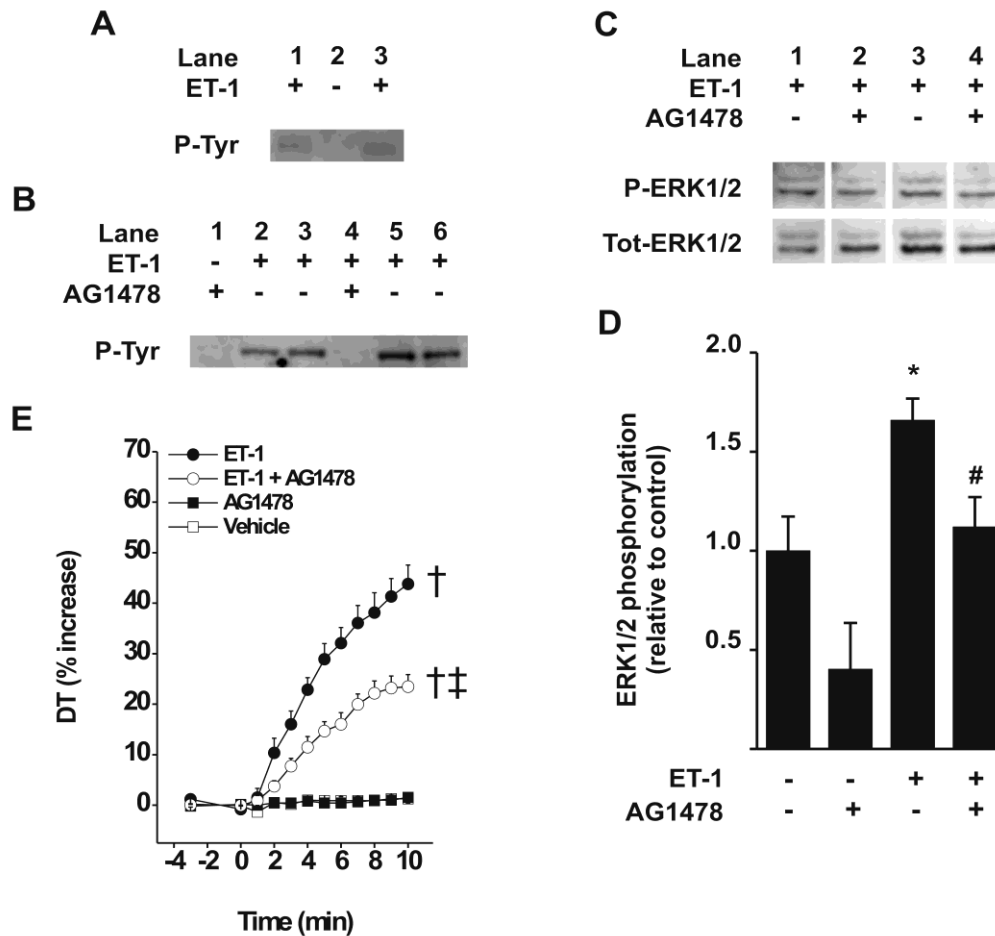 A
Lane 1 2 3
ET-1 + - +
P-Tyr
B
Lane 1 2 3 4 5 6
ET-1 - + + + + +
AG1478 + - - + - -
P-Tyr
C
Lane 1 2 3 4
ET-1 + + + +
AG1478 - + - +
P-ERK1/2
Tot-ERK1/2
D
ERK1/2 phosphorylation
(relative to control)
2.0
1.5
1.0
0.5
*
#
ET-1 - - + +
AG1478 - + - +
E
ET-1
ET-1 + AG1478
AG1478
Vehicle
DT (% increase)
70
60
50
40
30
20
10
0
†
†‡
-4 -2 0 2 4 6 8 10
Time (min)